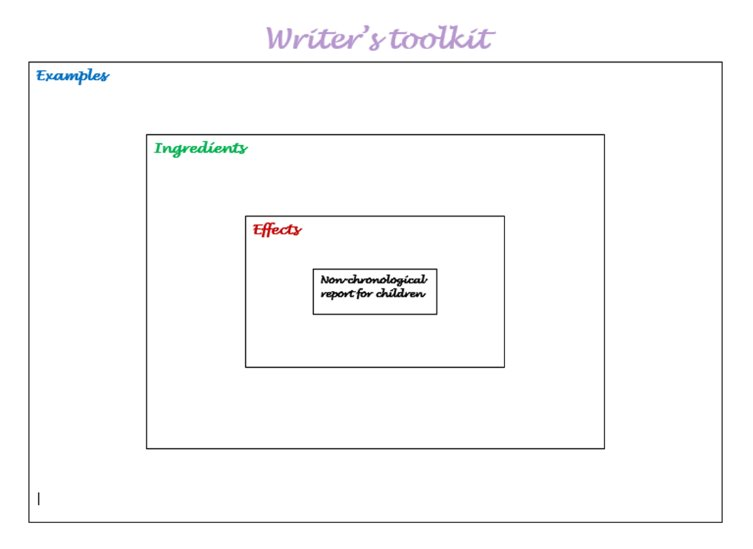 Writer's toolkit
Examples
Ingredients
Effects
Non-chronological
report for children